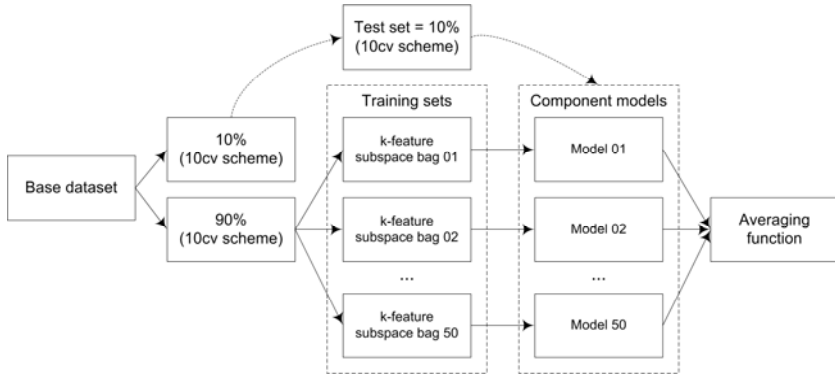 Test set = 10%
(10cv scheme)
Training sets
Component models
Base dataset
10%
(10cv scheme)
90%
(10cv scheme)
k-feature
subspace bag 01
Model 01
k-feature
subspace bag 02
Model 02
...
...
k-feature
subspace bag 50
Model 50
Averaging
function